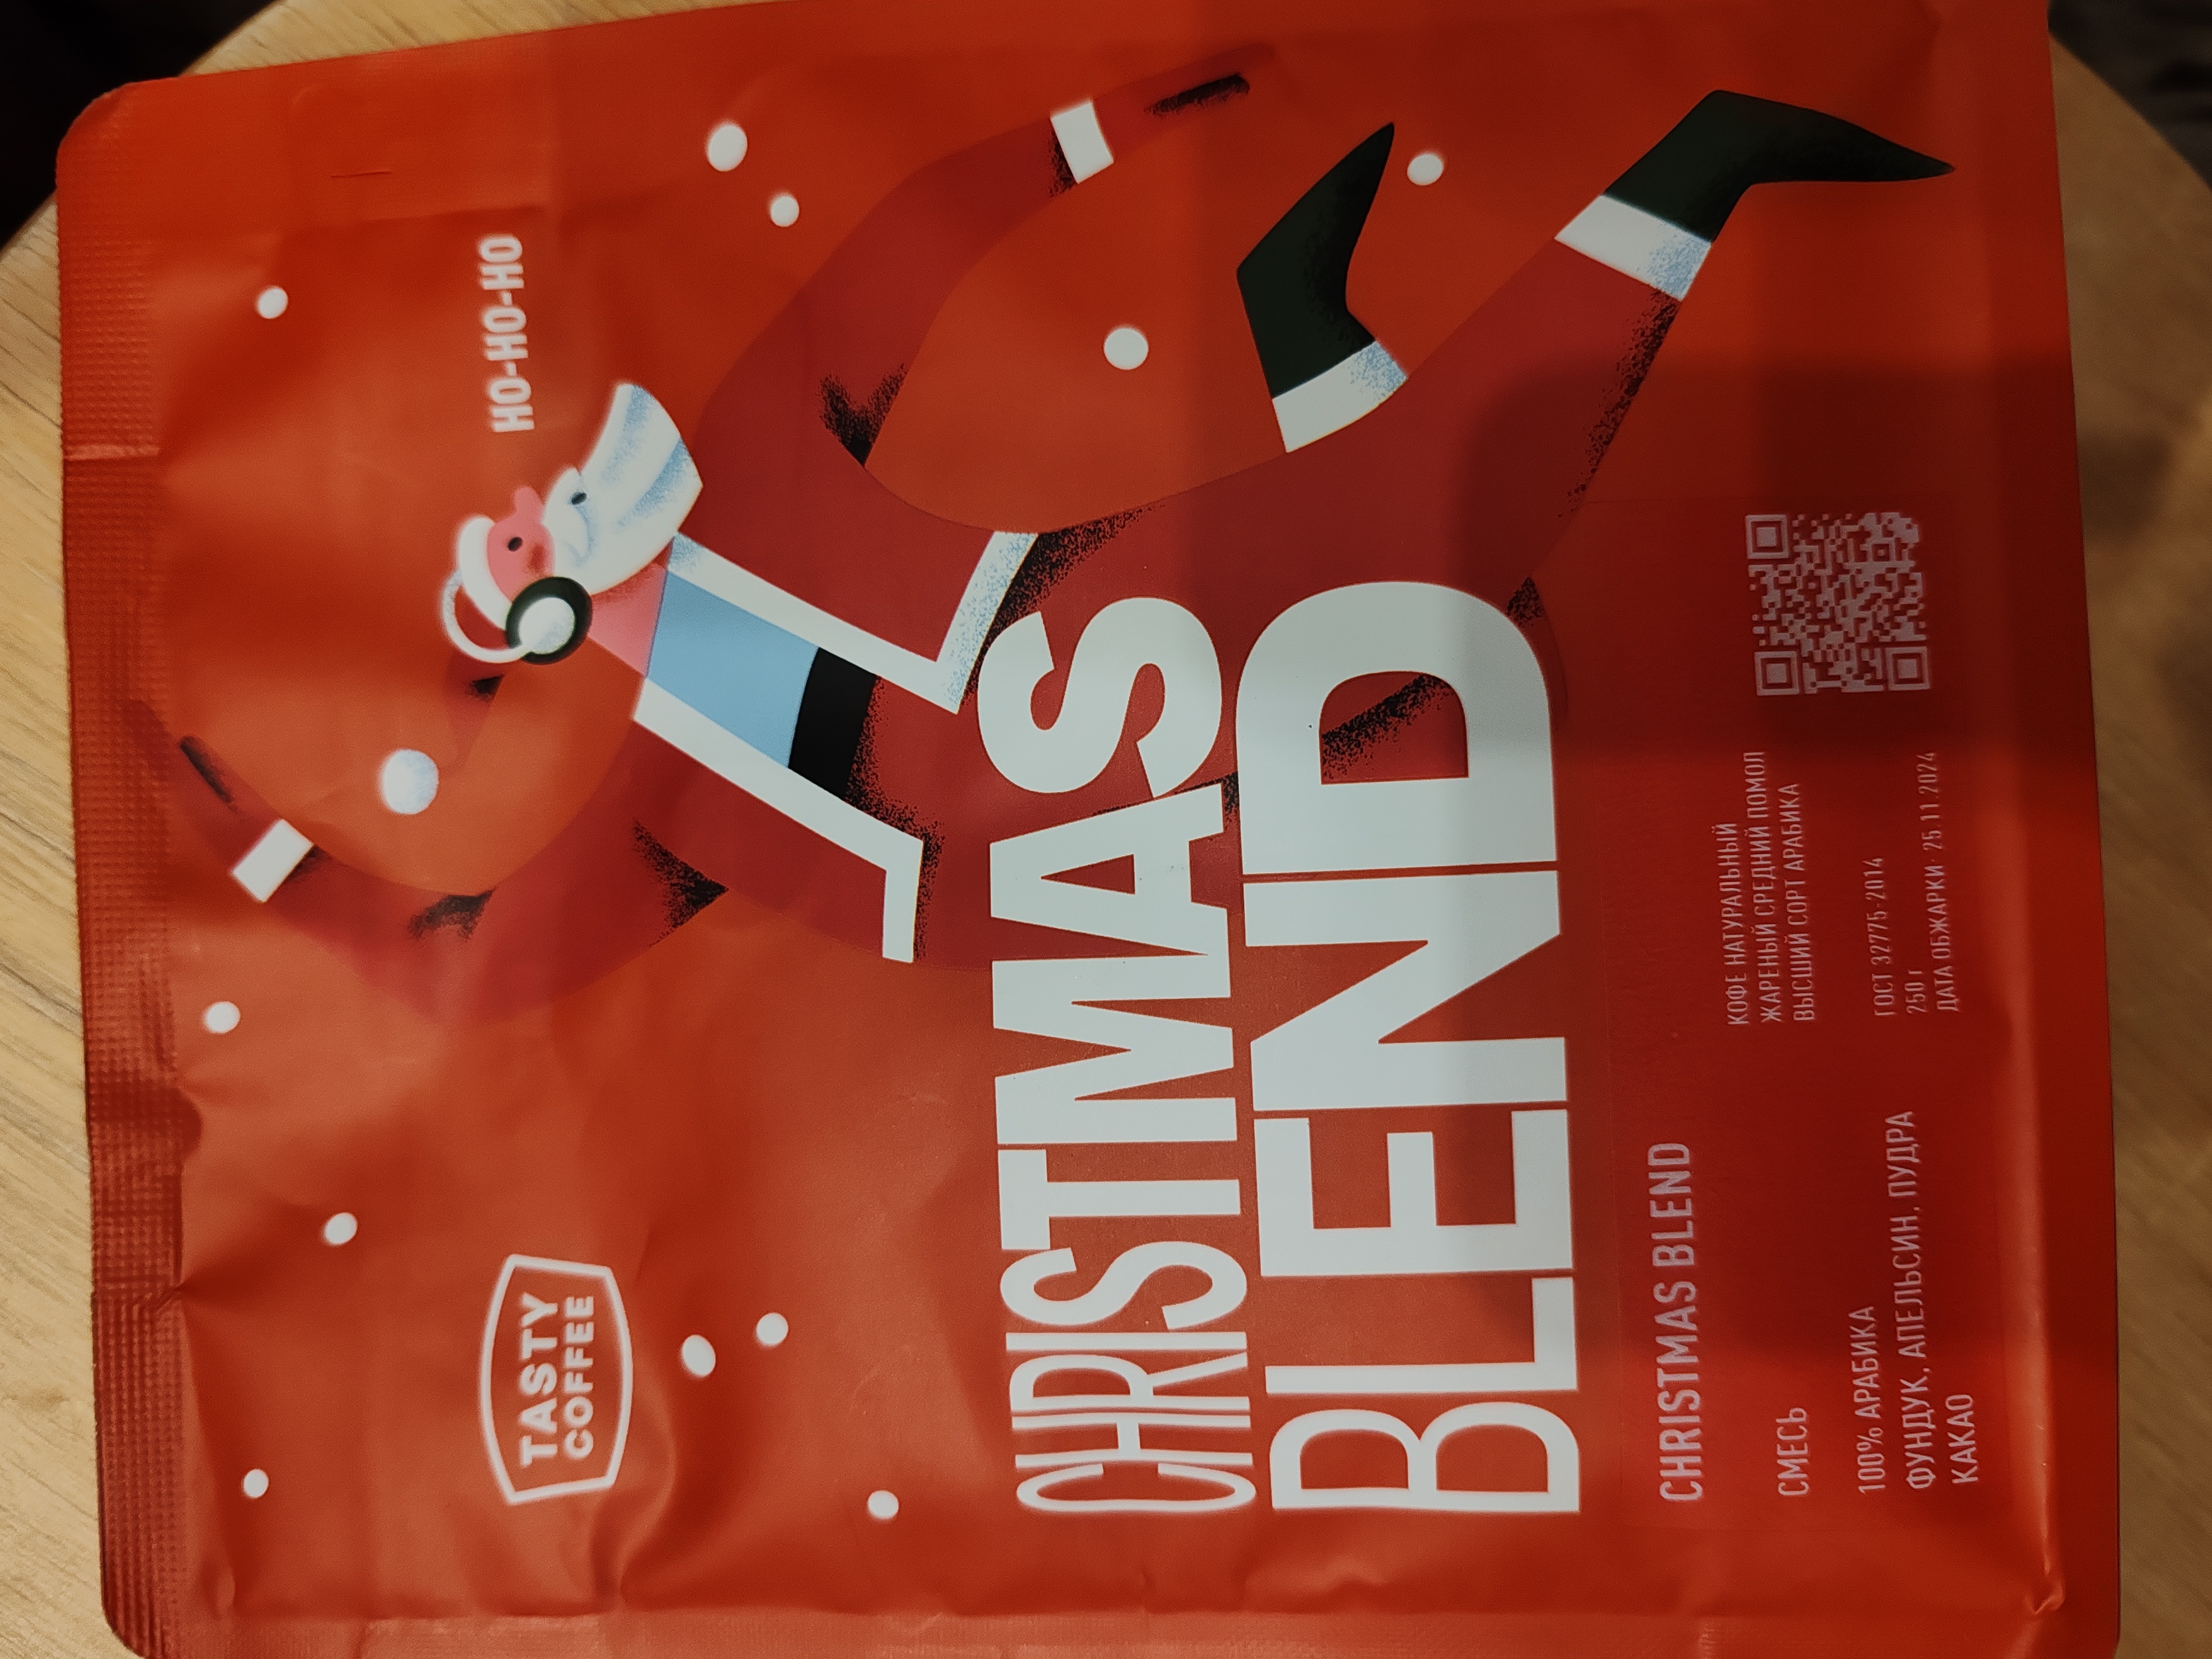 HO-HO-HO
TASTY
COFFEE
CHRISTMAS
BLEND
CHRISTMAS BLEND
СМЕСЬ
100% АРАБИКА
ФУНДУК, АПЕЛЬСИН, ПУДРА
КАКАО
КОФЕ НАТУРАЛЬНЫЙ
ЖАРЕНЫЙ СРЕДНИЙ ПОМОЛ
ВЫСШИЙ СОРТ АРАБИКА
ГОСТ 32775-2014
250 г
ДАТА ОБЖАРКИ: 25.11.2024